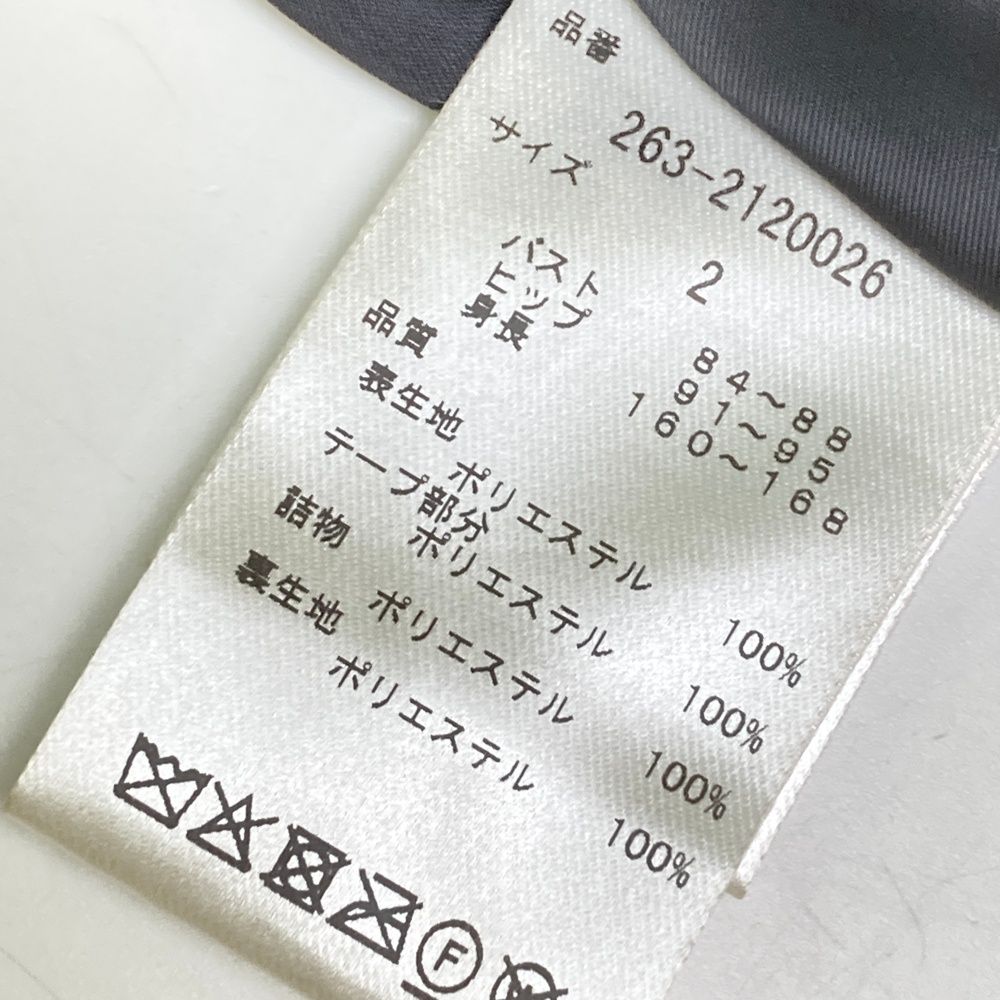 品番
263-2120026
サイズ
2
バスト 84～88
ヒップ 91～95
身長 160～168
品質
表生地
ポリエステル 100%
テープ部分
ポリエステル 100%
詰物
ポリエステル 100%
裏生地
ポリエステル 100%
F
W